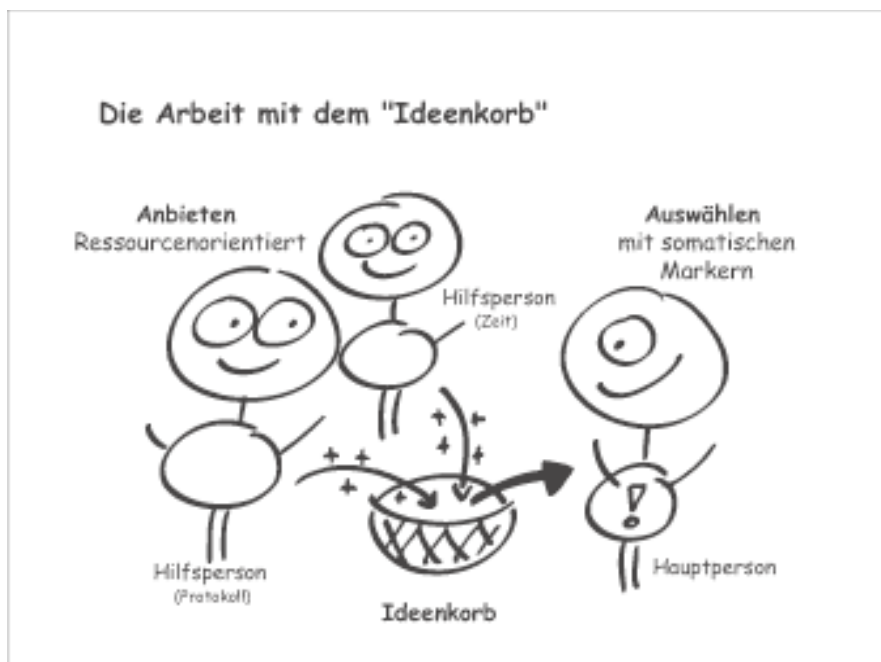 Die Arbeit mit dem "Ideenkorb"
Anbieten
Ressourcenorientiert
Auswählen
mit somatischen
Markern
Hilfsperson
(Zeit)
!
Hilfsperson
(Protokoll)
Hauptperson
Ideenkorb